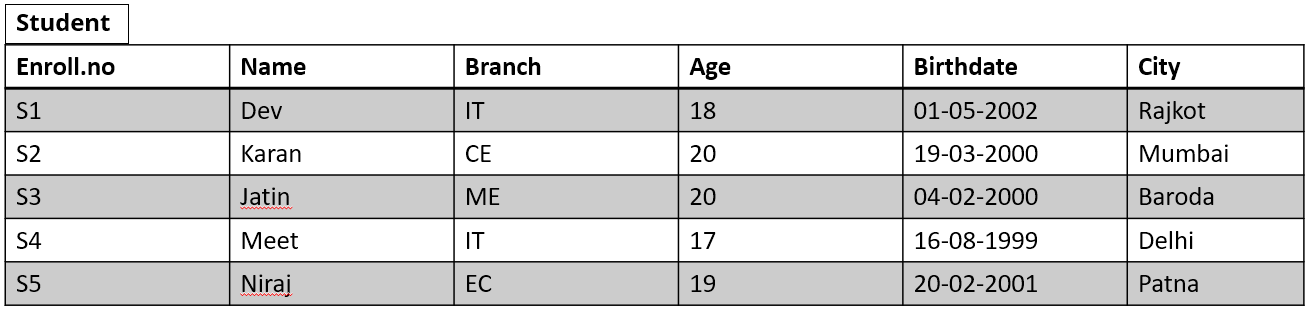 Student
Enroll.no Name Branch Age Birthdate City
S1 Dev IT 18 01-05-2002 Rajkot
S2 Karan CE 20 19-03-2000 Mumbai
S3 Jatin ME 20 04-02-2000 Baroda
S4 Meet IT 17 16-08-1999 Delhi
S5 Niraj EC 19 20-02-2001 Patna